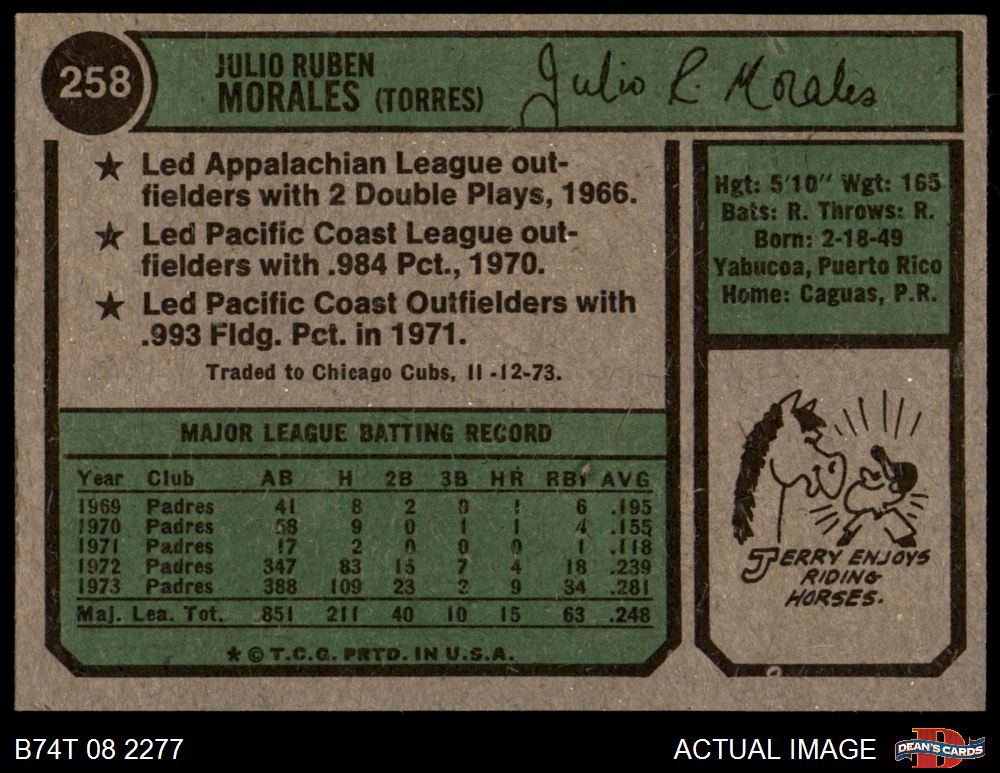 258
JULIO RUBEN
MORALES (TORRES)
Julio R. Morales
★ Led Appalachian League out-
fielders with 2 Double Plays, 1966.
★ Led Pacific Coast League out-
fielders with .984 Pct., 1970.
★ Led Pacific Coast Outfielders with
.993 Fldg. Pct. in 1971.
Traded to Chicago Cubs, 11-12-73.
Hgt: 5'10" Wgt: 165
Bats: R. Throws: R.
Born: 2-18-49
Yabucoa, Puerto Rico
Home: Caguas, P.R.
MAJOR LEAGUE BATTING RECORD
Year Club AB H 2B 3B HR RBI AVG
1969 Padres 41 8 2 0 1 6 .195
1970 Padres 58 9 0 1 1 4 .155
1971 Padres 17 2 0 0 0 1 .118
1972 Padres 347 83 15 7 4 18 .239
1973 Padres 388 109 23 2 9 34 .281
Maj. Lea. Tot. 851 211 40 10 15 63 .248
* © T.C.G. PRTD. IN U.S.A.
JERRY ENJOYS
RIDING
HORSES.
B74T 08 2277
ACTUAL IMAGE
D
DEAN'S CARDS